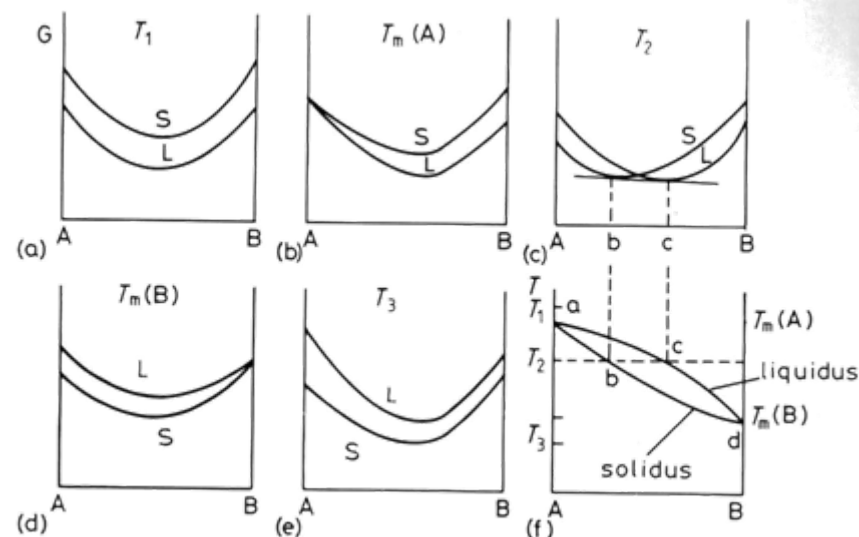 G
T₁
S
L
A
B
(a)
Tₘ(A)
S
L
A
B
(b)
T₂
S
L
A
b
c
B
(c)
Tₘ(B)
L
S
A
B
(d)
T₃
L
S
A
B
(e)
T
T₁
a
Tₘ(A)
T₂
c
b
liquidus
Tₘ(B)
d
T₃
solidus
A
B
(f)